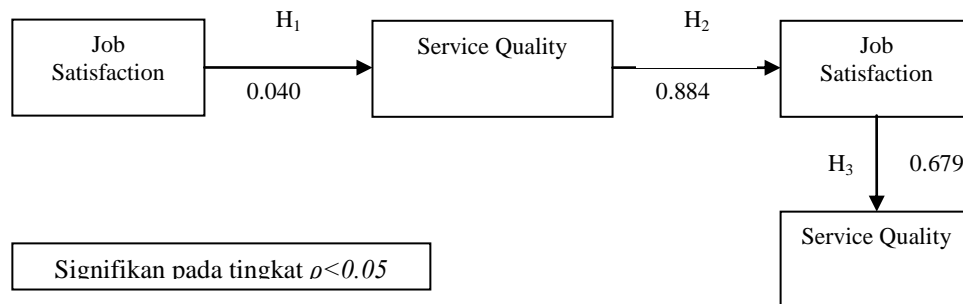 H₁
H₂
Job
Satisfaction
Service Quality
Job
Satisfaction
0.040
0.884
H₃
0.679
Service Quality
Signifikan pada tingkat ρ<0.05